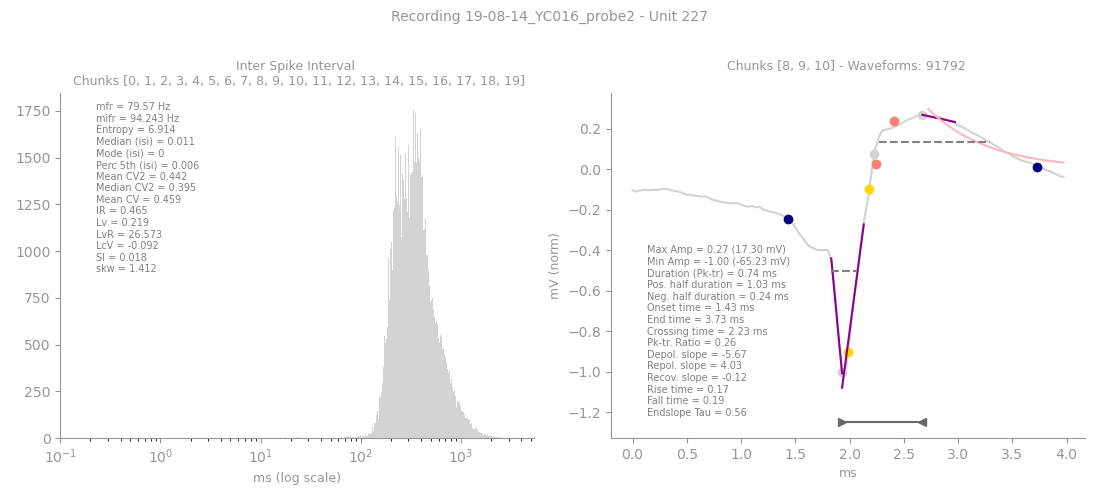 Recording 19-08-14_YC016_probe2 - Unit 227
Inter Spike Interval
Chunks [0, 1, 2, 3, 4, 5, 6, 7, 8, 9, 10, 11, 12, 13, 14, 15, 16, 17, 18, 19]
1750
1500
1250
1000
750
500
250
0
mfr = 79.57 Hz
mifr = 94.243 Hz
Entropy = 6.914
Median (isi) = 0.011
Mode (isi) = 0
Perc 5th (isi) = 0.006
Mean CV2 = 0.442
Median CV2 = 0.395
Mean CV = 0.459
IR = 0.465
Lv = 0.219
LvR = 26.573
LcV = -0.092
SI = 0.018
skw = 1.412
10⁻¹ 10⁰ 10¹ 10² 10³
ms (log scale)
Chunks [8, 9, 10] - Waveforms: 91792
mV (norm)
0.2
0.0
−0.2
−0.4
−0.6
−0.8
−1.0
−1.2
Max Amp = 0.27 (17.30 mV)
Min Amp = -1.00 (-65.23 mV)
Duration (Pk-tr) = 0.74 ms
Pos. half duration = 1.03 ms
Neg. half duration = 0.24 ms
Onset time = 1.43 ms
End time = 3.73 ms
Crossing time = 2.23 ms
Pk-tr. Ratio = 0.26
Depol. slope = -5.67
Repol. slope = 4.03
Recov. slope = -0.12
Rise time = 0.17
Fall time = 0.19
Endslope Tau = 0.56
0.0 0.5 1.0 1.5 2.0 2.5 3.0 3.5 4.0
ms